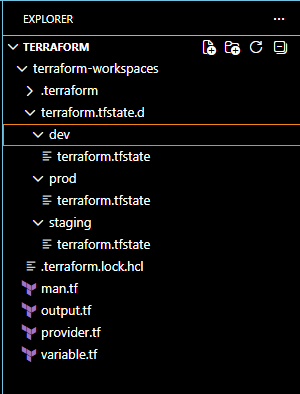 EXPLORER
TERRAFORM
terraform-workspaces
.terraform
terraform.tfstate.d
dev
terraform.tfstate
prod
terraform.tfstate
staging
terraform.tfstate
.terraform.lock.hcl
man.tf
output.tf
provider.tf
variable.tf